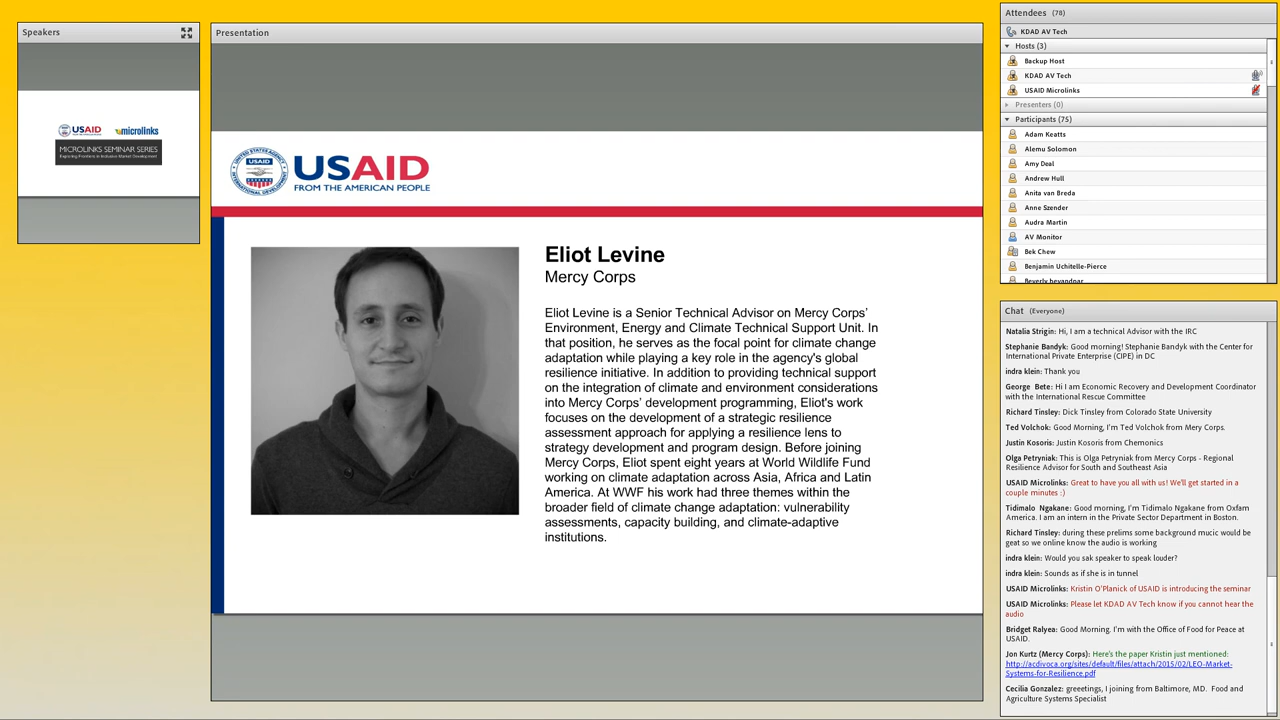 Speakers
USAID
microlinks
MICROLINKS SEMINAR SERIES
Exploring Frontiers in Inclusive Market Development
Presentation
USAID
USAID
FROM THE AMERICAN PEOPLE
Eliot Levine
Mercy Corps
Eliot Levine is a Senior Technical Advisor on Mercy Corps'
Environment, Energy and Climate Technical Support Unit. In
that position, he serves as the focal point for climate change
adaptation while playing a key role in the agency's global
resilience initiative. In addition to providing technical support
on the integration of climate and environment considerations
into Mercy Corps' development programming, Eliot's work
focuses on the development of a strategic resilience
assessment approach for applying a resilience lens to
strategy development and program design. Before joining
Mercy Corps, Eliot spent eight years at World Wildlife Fund
working on climate adaptation across Asia, Africa and Latin
America. At WWF his work had three themes within the
broader field of climate change adaptation: vulnerability
assessments, capacity building, and climate-adaptive
institutions.
Attendees (78)
KDAD AV Tech
Hosts (3)
Backup Host
KDAD AV Tech
USAID Microlinks
Presenters (0)
Participants (75)
Adam Keatts
Alemu Solomon
Amy Deal
Andrew Hull
Anita van Breda
Anne Szender
Audra Martin
AV Monitor
Bek Chew
Benjamin Uchitelle-Pierce
Chat (Everyone)
Natalia Strigin: Hi, I am a technical Advisor with the IRC
Stephanie Bandyk: Good morning! Stephanie Bandyk with the Center for
International Private Enterprise (CIPE) in DC
indra klein: Thank you
George Bete: Hi I am Economic Recovery and Development Coordinator
with the International Rescue Committee
Richard Tinsley: Dick Tinsley from Colorado State University
Ted Volchok: Good Morning, I'm Ted Volchok from Mery Corps.
Justin Kosoris: Justin Kosoris from Chemonics
Olga Petryniak: This is Olga Petryniak from Mercy Corps - Regional
Resilience Advisor for South and Southeast Asia
USAID Microlinks: Great to have you all with us! We'll get started in a
couple minutes :)
Tidimalo Ngakane: Good morning, I'm Tidimalo Ngakane from Oxfam
America. I am an intern in the Private Sector Department in Boston.
Richard Tinsley: during these prelims some background mucic would be
geat so we online know the audio is working
indra klein: Would you sak speaker to speak louder?
indra klein: Sounds as if she is in tunnel
USAID Microlinks: Kristin O'Planick of USAID is introducing the seminar
USAID Microlinks: Please let KDAD AV Tech know if you cannot hear the
audio
Bridget Ralyea: Good Morning. I'm with the Office of Food for Peace at
USAID.
Jon Kurtz (Mercy Corps): Here's the paper Kristin just mentioned:
http://acdivoca.org/sites/default/files/attach/2015/02/LEO-Market-
Systems-for-Resilience.pdf
Cecilia Gonzalez: greeetings, I joining from Baltimore, MD. Food and
Agriculture Systems Specialist